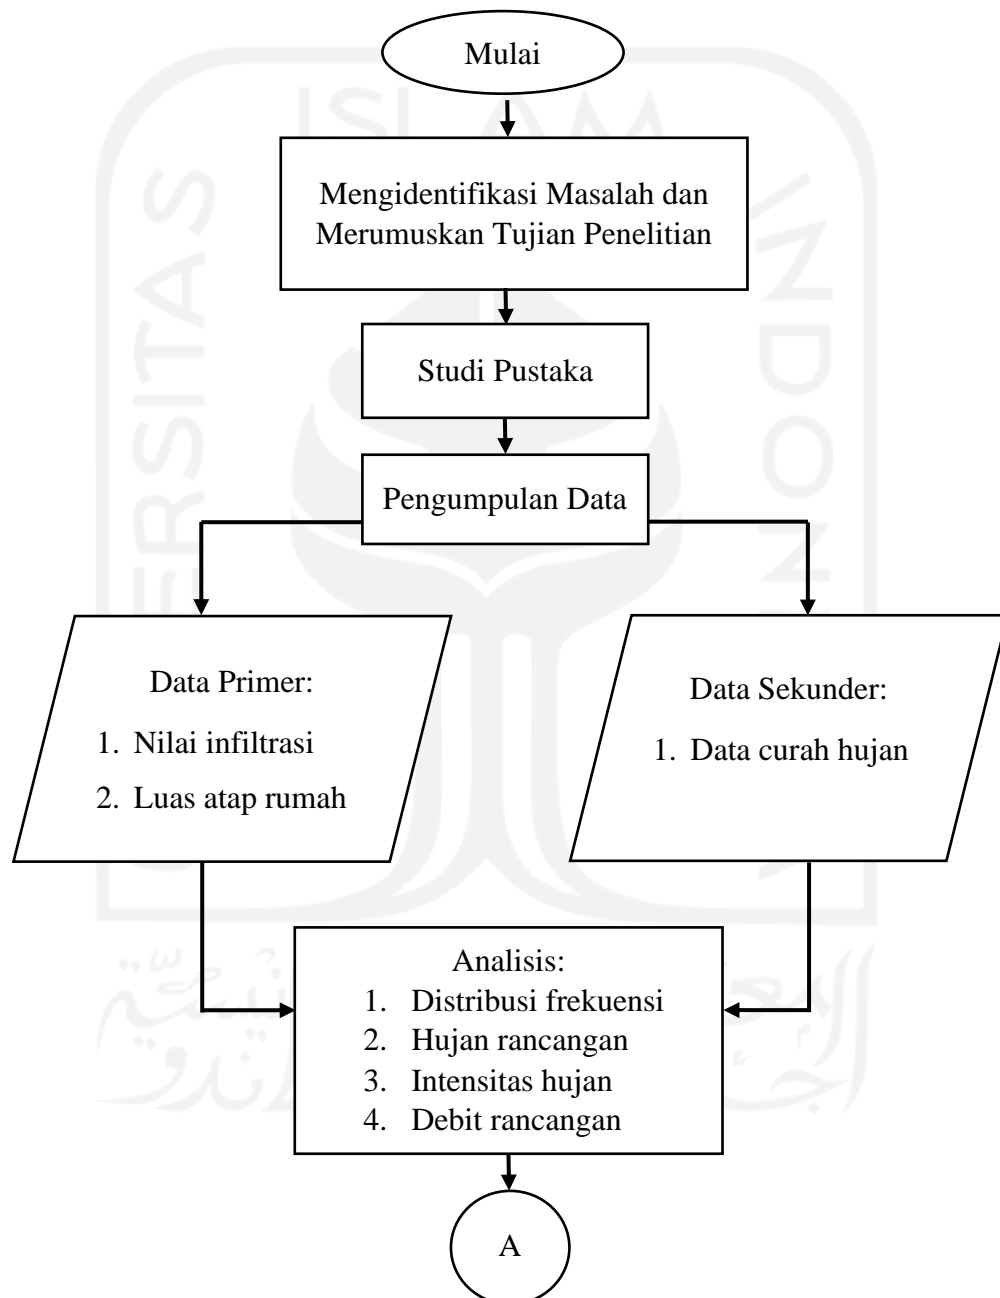 Mulai
Mengidentifikasi Masalah dan
Merumuskan Tujian Penelitian
Studi Pustaka
Pengumpulan Data
Data Primer:
1. Nilai infiltrasi
2. Luas atap rumah
Data Sekunder:
1. Data curah hujan
Analisis:
1. Distribusi frekuensi
2. Hujan rancangan
3. Intensitas hujan
4. Debit rancangan
A
ISLAM